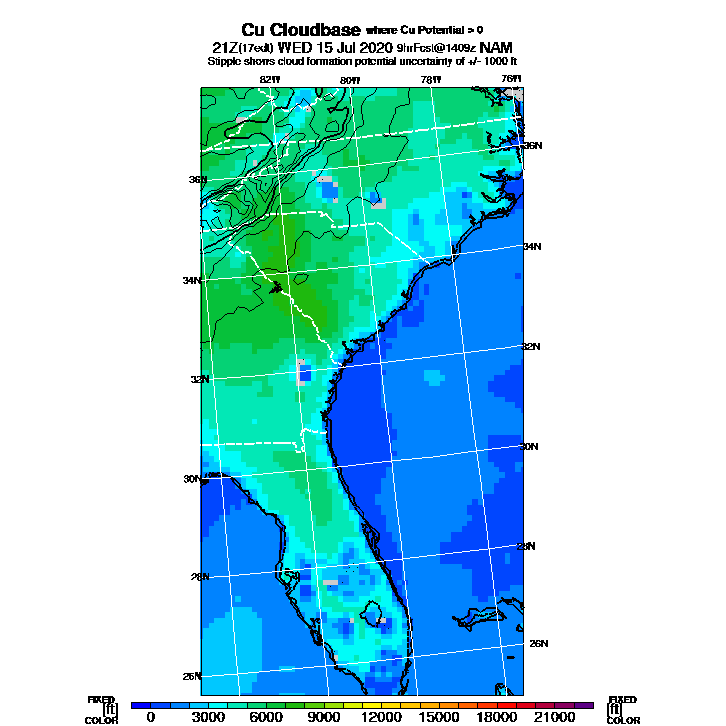 Cu Cloudbase where Cu Potential > 0
21Z(17edt) WED 15 Jul 2020 9hrFcst@1409z NAM
Stipple shows cloud formation potential uncertainty of +/- 1000 ft
82W 80W 78W 76W
36N
36N
34N
34N
32N
32N
30N
30N
28N
28N
26N
26N
FIXED FIXED
[ft] [ft]
COLOR COLOR
0 3000 6000 9000 12000 15000 18000 21000